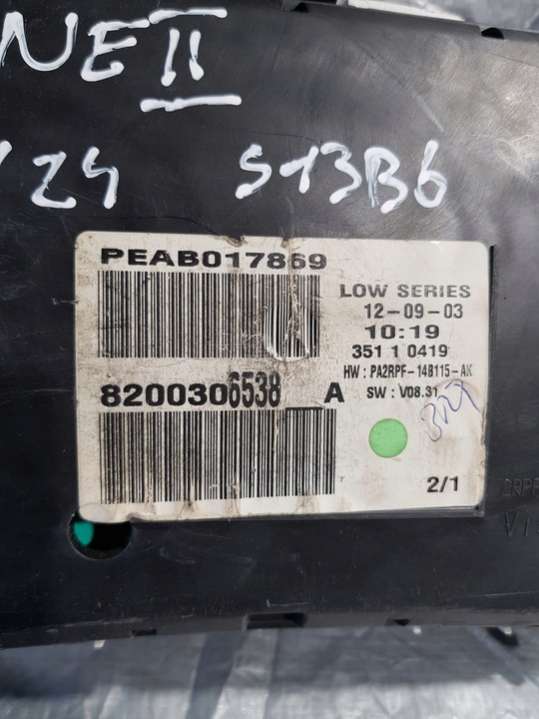 NE II
24 S13B6
PEAB017869
LOW SERIES
12-09-03
10:19
351 1 0419
HW : PA2RPF-14B115-AK
SW : V08.31
8200306538 A
2/1